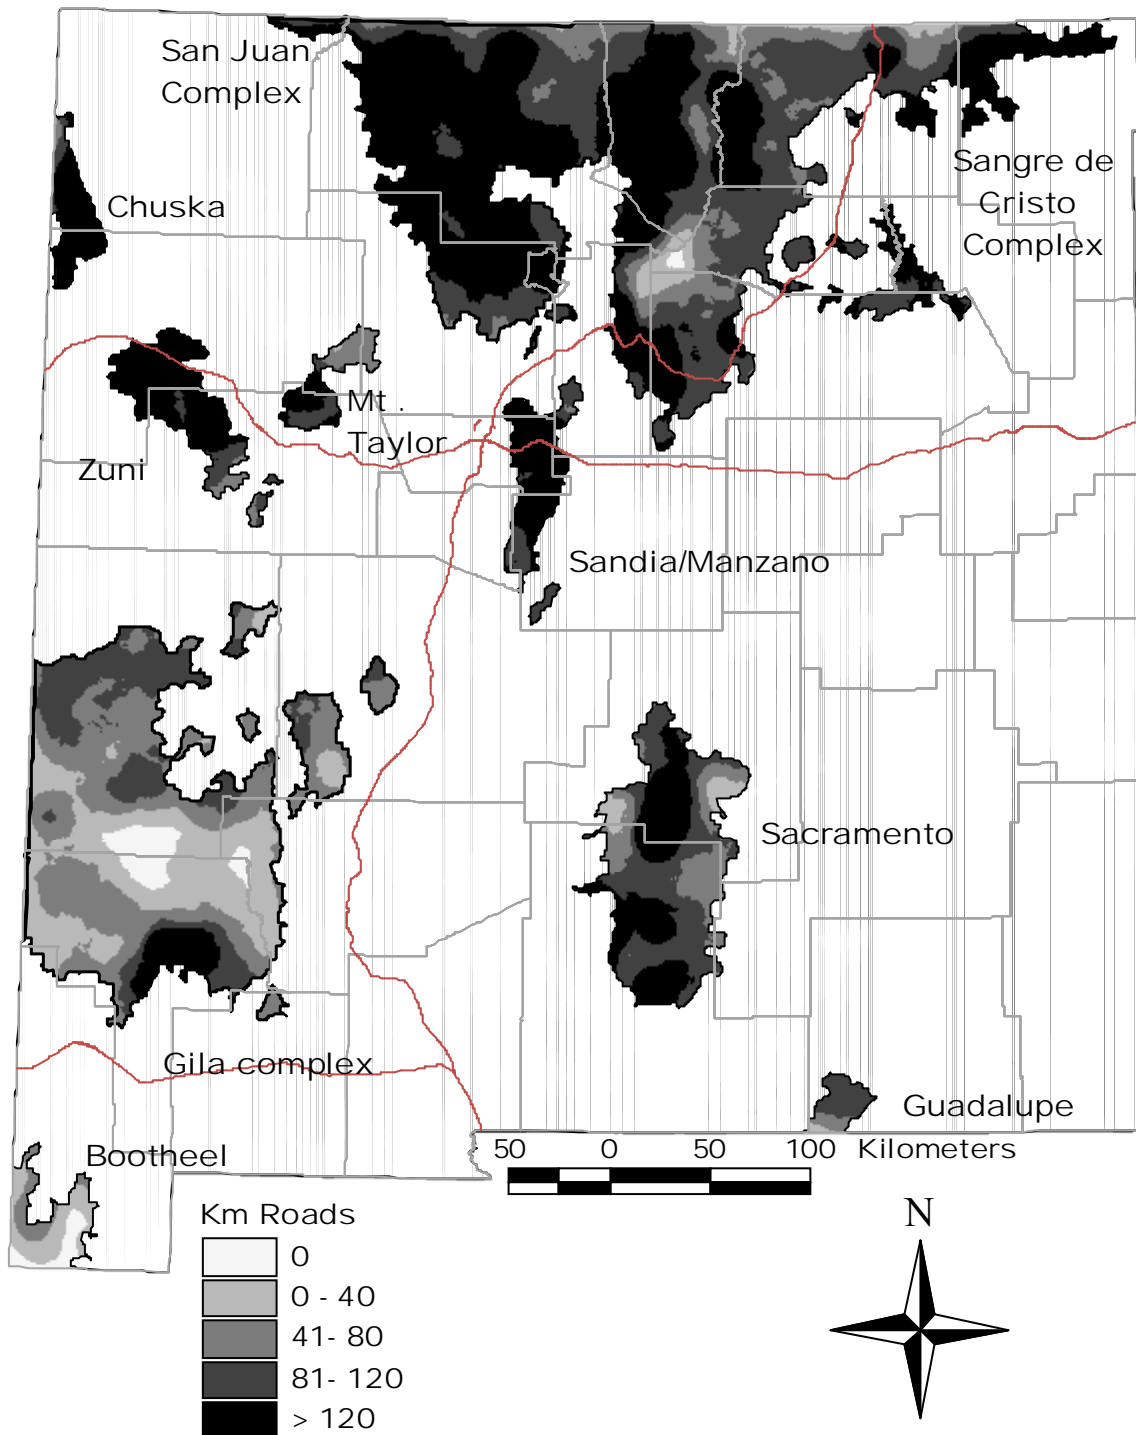 San Juan
Complex
Sangre de
Cristo
Complex
Chuska
Mt .
Taylor
Zuni
Sandia/Manzano
Sacramento
Gila complex
Guadalupe
Bootheel
50 0 50 100 Kilometers
N
Km Roads
0
0 - 40
41- 80
81- 120
> 120